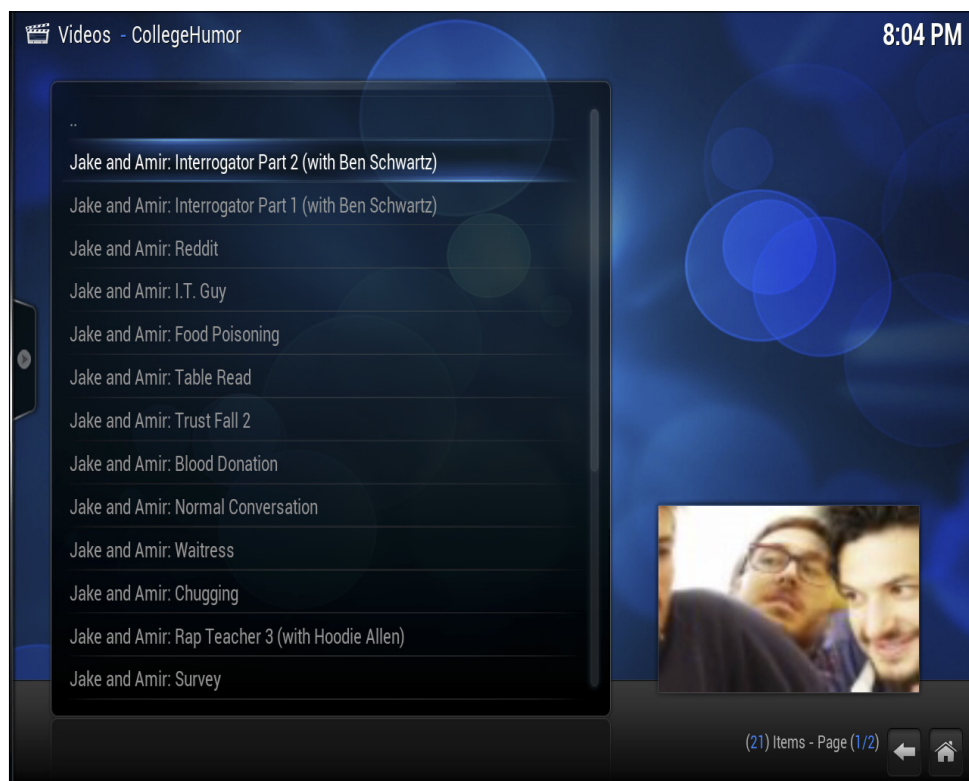 Videos - CollegeHumor
8:04 PM
..
Jake and Amir: Interrogator Part 2 (with Ben Schwartz)
Jake and Amir: Interrogator Part 1 (with Ben Schwartz)
Jake and Amir: Reddit
Jake and Amir: I.T. Guy
Jake and Amir: Food Poisoning
Jake and Amir: Table Read
Jake and Amir: Trust Fall 2
Jake and Amir: Blood Donation
Jake and Amir: Normal Conversation
Jake and Amir: Waitress
Jake and Amir: Chugging
Jake and Amir: Rap Teacher 3 (with Hoodie Allen)
Jake and Amir: Survey
(21) Items - Page (1/2)